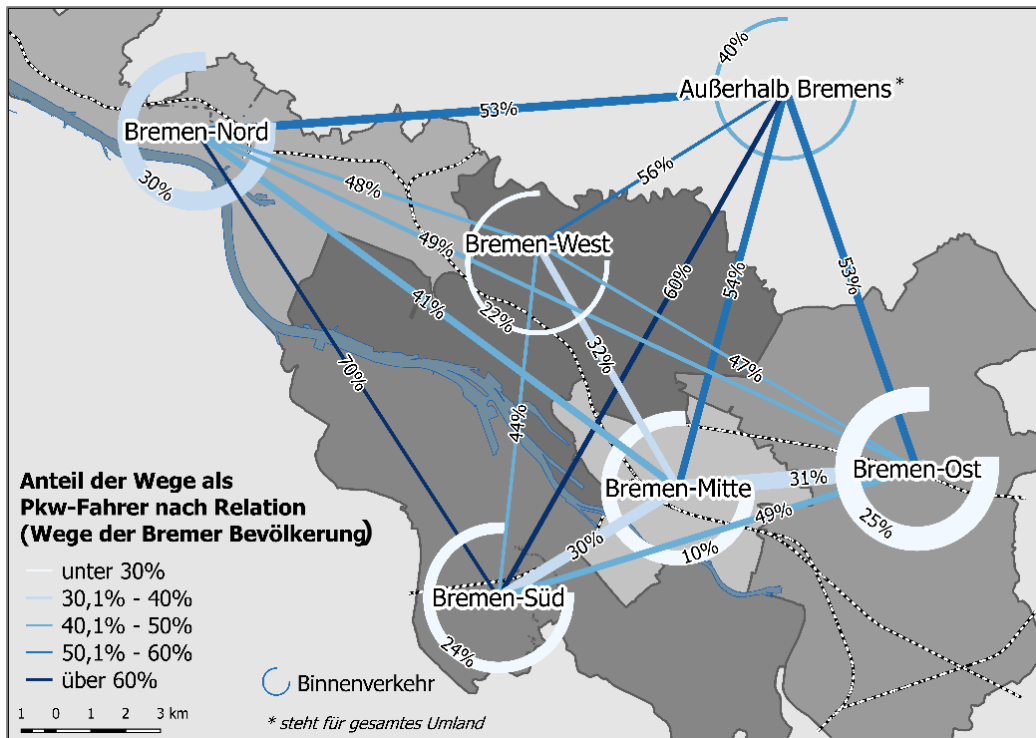 40%
Außerhalb Bremens *
53%
Bremen-Nord
30%
48%
56%
49%
Bremen-West
60%
54%
53%
41%
22%
32%
47%
70%
44%
Bremen-Mitte
31%
Bremen-Ost
49%
25%
30%
10%
Bremen-Süd
24%
Anteil der Wege als
Pkw-Fahrer nach Relation
(Wege der Bremer Bevölkerung)
unter 30%
30,1% - 40%
40,1% - 50%
50,1% - 60%
über 60%
Binnenverkehr
1 0 1 2 3 km
* steht für gesamtes Umland